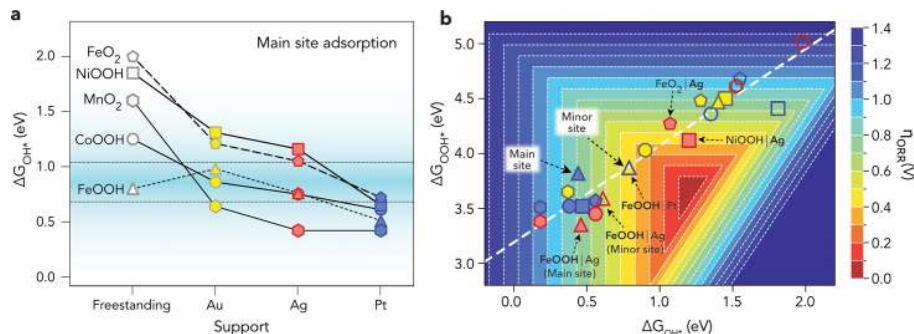 a
Main site adsorption
ΔG_OH* (eV)
2.0
1.5
1.0
0.5
0.0
FeO₂
NiOOH
MnO₂
CoOOH
FeOOH
Freestanding
Au
Ag
Pt
Support
b
ΔG_OOH* (eV)
5.0
4.5
4.0
3.5
3.0
FeO₂|Ag
Minor
site
Main
site
NiOOH|Ag
FeOOH|Pt
FeOOH|Ag
(Minor site)
FeOOH|Ag
(Main site)
0.0
0.5
1.0
1.5
2.0
ΔG_OH* (eV)
1.4
1.2
1.0
0.8
0.6
0.4
0.2
0.0
η_ORR (V)